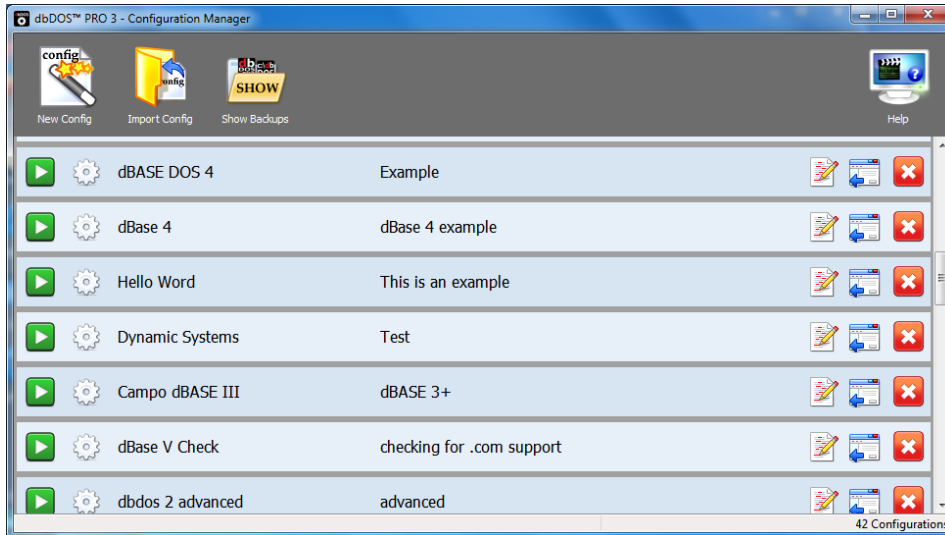 dbDOS™ PRO 3 - Configuration Manager
config
New Config
onfig
Import Config
SHOW
Show Backups
Help
dBASE DOS 4 Example
dBase 4 dBase 4 example
Hello Word This is an example
Dynamic Systems Test
Campo dBASE III dBASE 3+
dBase V Check checking for .com support
dbdos 2 advanced advanced
42 Configurations